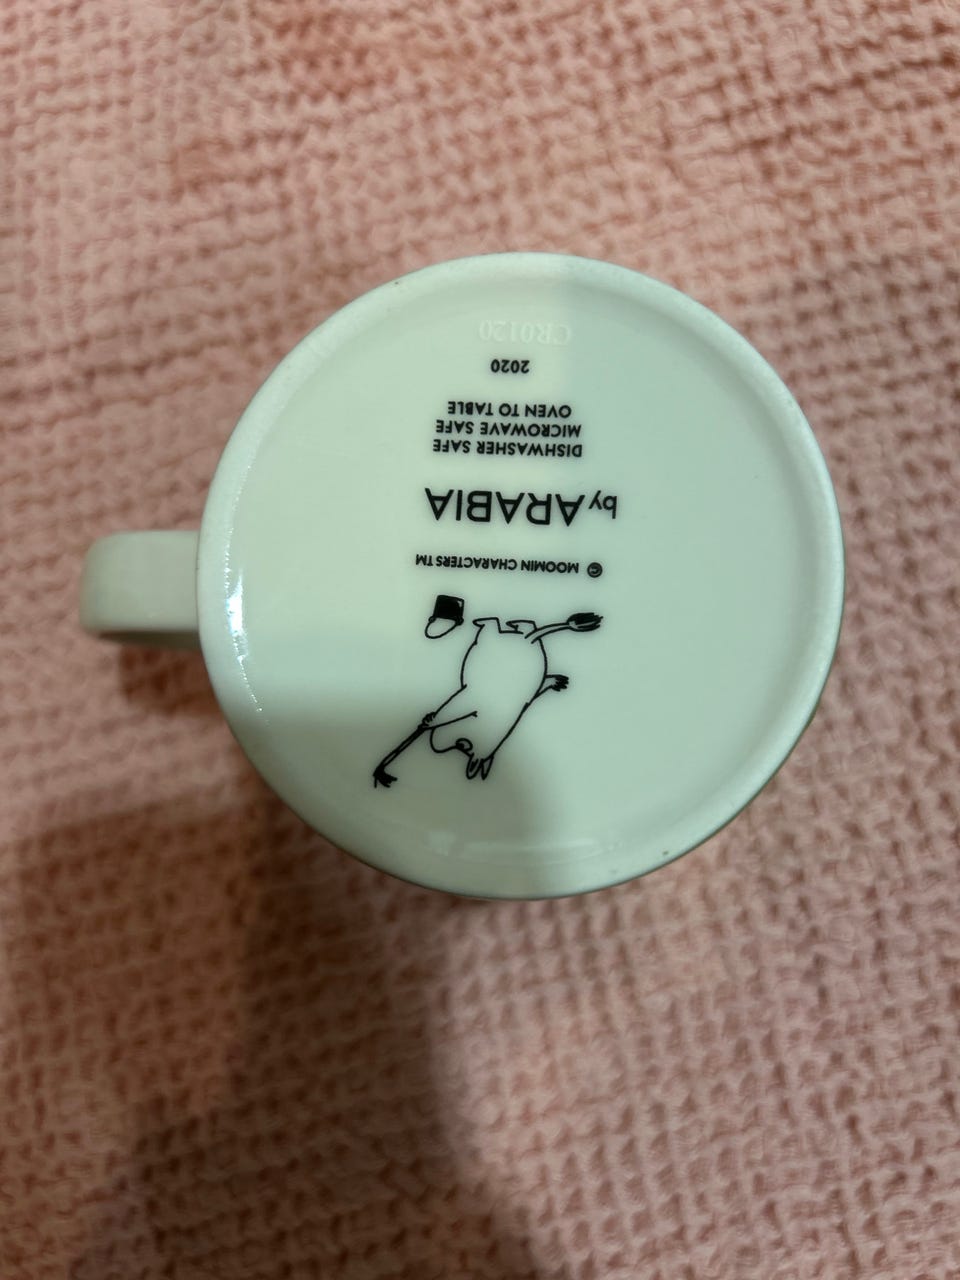 © MOOMIN CHARACTERS TM
by ARABIA
DISHWASHER SAFE
MICROWAVE SAFE
OVEN TO TABLE
2020
CR0120